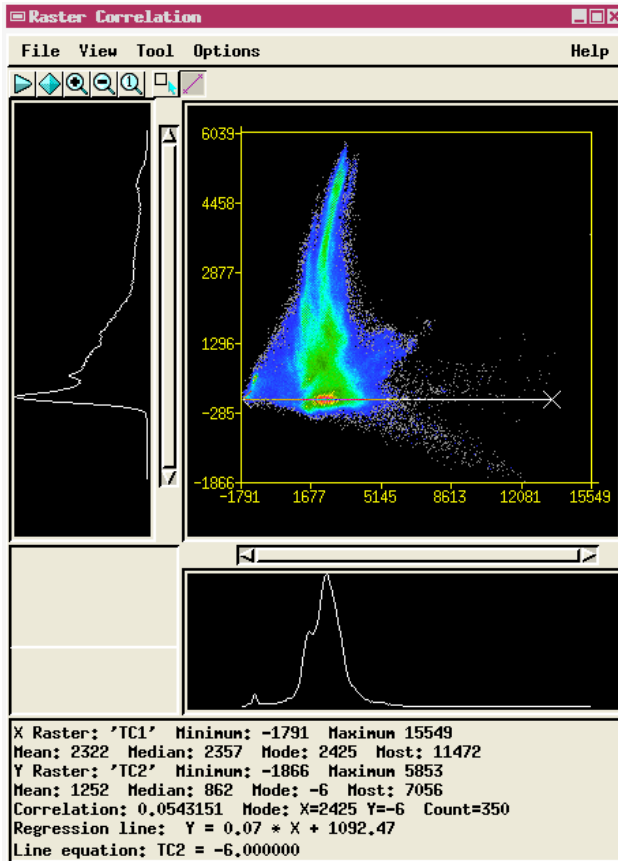 Raster Correlation
File View Tool Options Help
1
6039
4458
2877
1296
-285
-1866
-1791 1677 5145 8613 12081 15549
X Raster: 'TC1' Minimum: -1791 Maximum 15549
Mean: 2322 Median: 2357 Mode: 2425 Most: 11472
Y Raster: 'TC2' Minimum: -1866 Maximum 5853
Mean: 1252 Median: 862 Mode: -6 Most: 7056
Correlation: 0.0543151 Mode: X=2425 Y=-6 Count=350
Regression line: Y = 0.07 * X + 1092.47
Line equation: TC2 = -6.000000